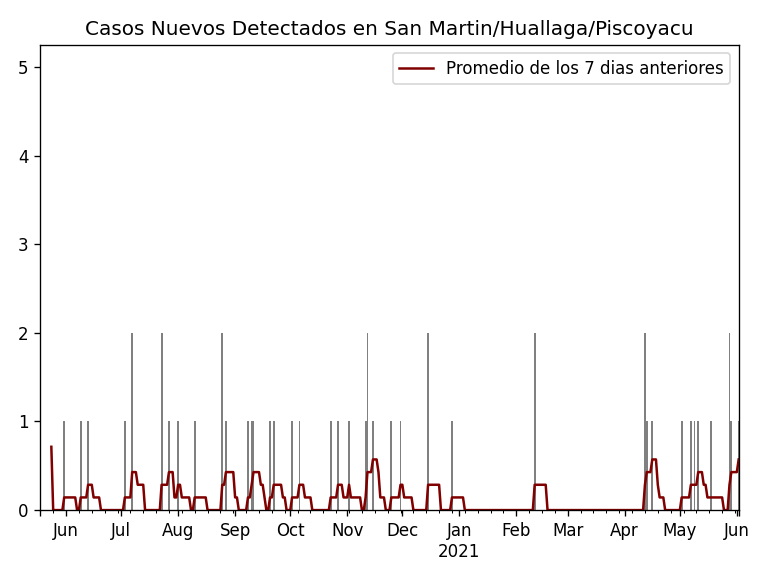 Casos Nuevos Detectados en San Martin/Huallaga/Piscoyacu
Promedio de los 7 dias anteriores
5
4
3
2
1
0
Jun Jul Aug Sep Oct Nov Dec Jan Feb Mar Apr May Jun
2021